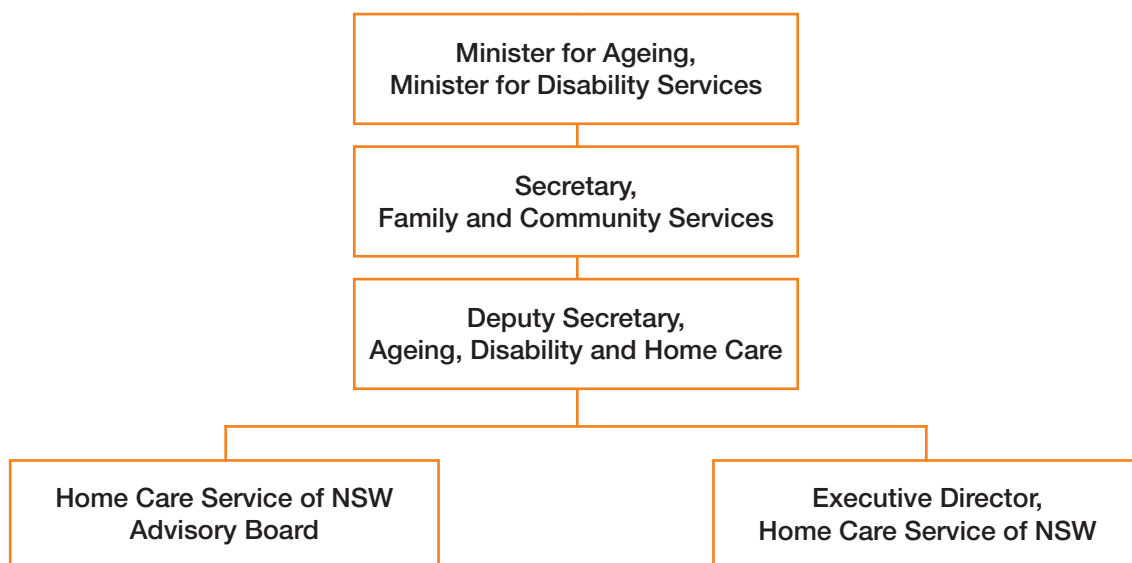 Minister for Ageing,
Minister for Disability Services
Secretary,
Family and Community Services
Deputy Secretary,
Ageing, Disability and Home Care
Home Care Service of NSW
Advisory Board
Executive Director,
Home Care Service of NSW